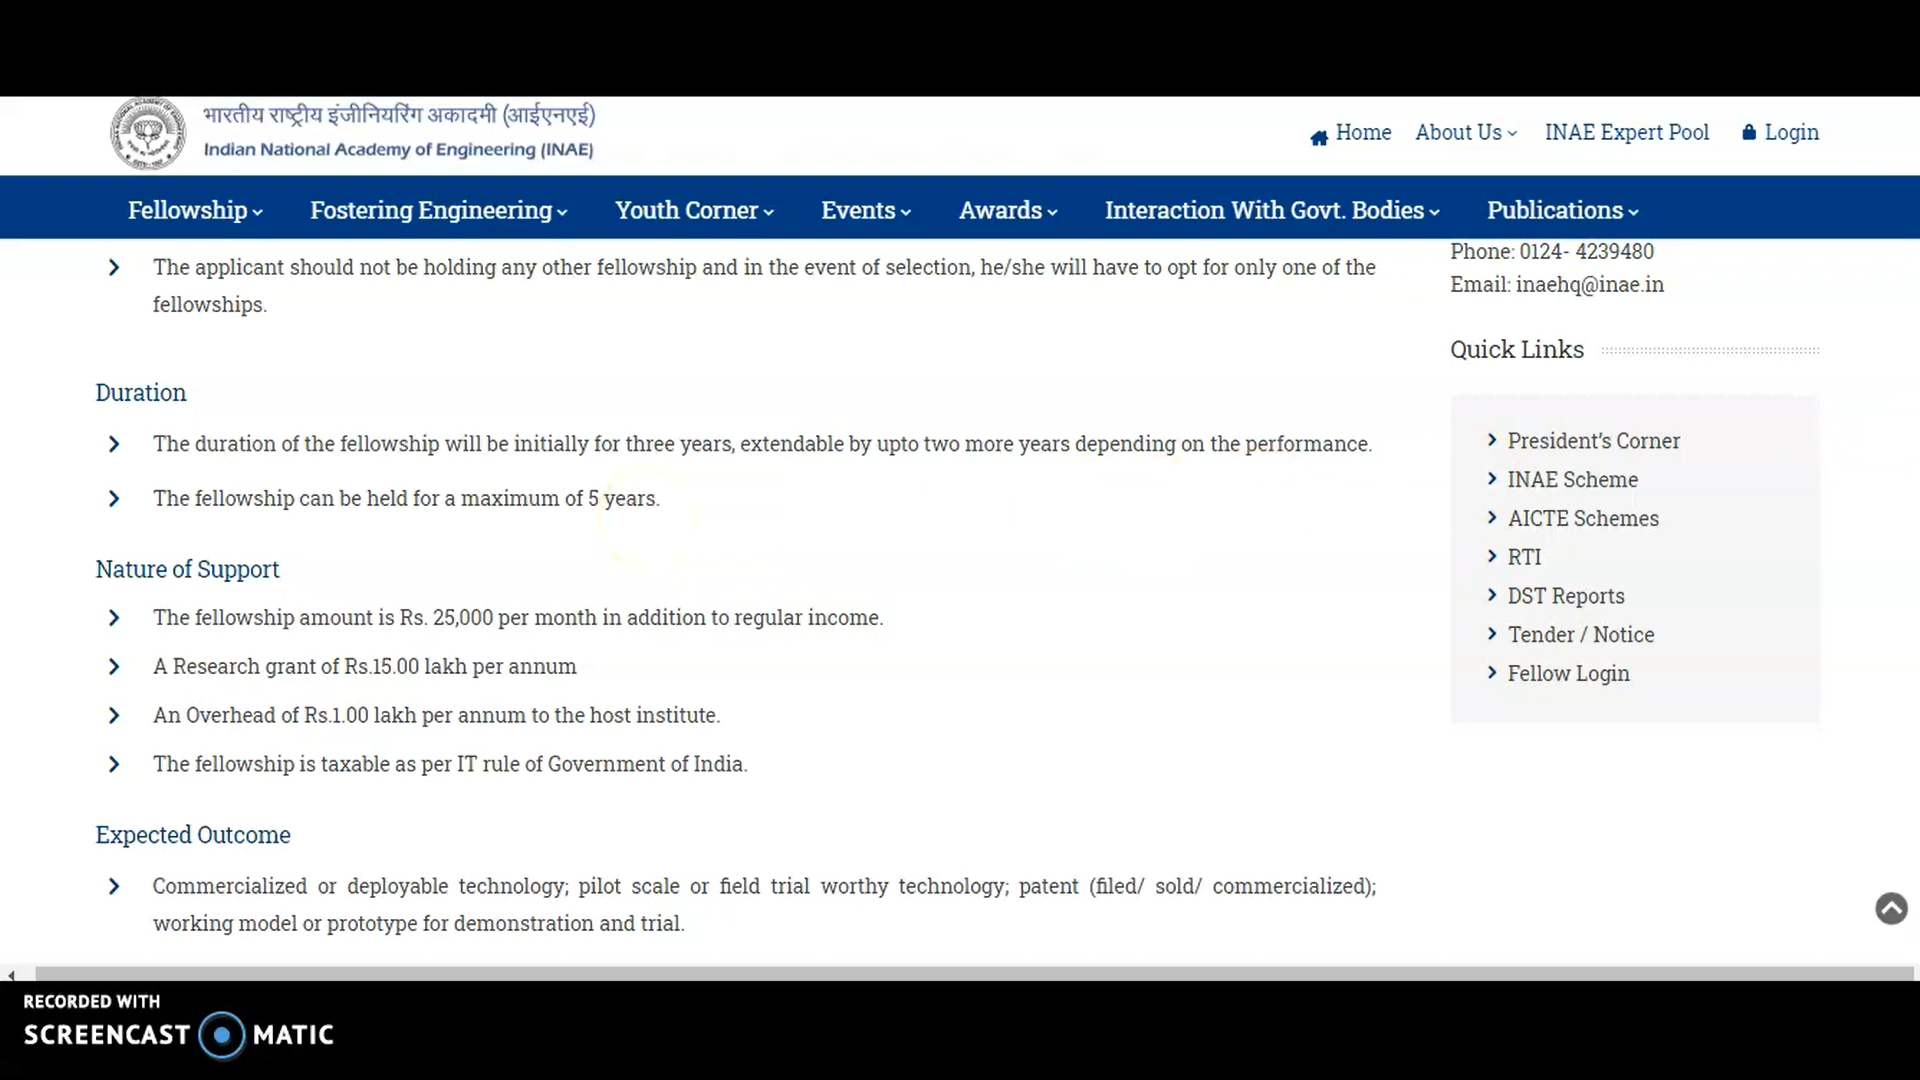 भारतीय राष्ट्रीय इंजीनियरिंग अकादमी (आईएनएई)
Indian National Academy of Engineering (INAE)
Home
About Us
INAE Expert Pool
Login
Fellowship
Fostering Engineering
Youth Corner
Events
Awards
Interaction With Govt. Bodies
Publications
The applicant should not be holding any other fellowship and in the event of selection, he/she will have to opt for only one of the
fellowships.
Duration
The duration of the fellowship will be initially for three years, extendable by upto two more years depending on the performance.
The fellowship can be held for a maximum of 5 years.
Nature of Support
The fellowship amount is Rs. 25,000 per month in addition to regular income.
A Research grant of Rs.15.00 lakh per annum
An Overhead of Rs.1.00 lakh per annum to the host institute.
The fellowship is taxable as per IT rule of Government of India.
Expected Outcome
Commercialized or deployable technology; pilot scale or field trial worthy technology; patent (filed/ sold/ commercialized);
working model or prototype for demonstration and trial.
Phone: 0124- 4239480
Email: inaehq@inae.in
Quick Links
President's Corner
INAE Scheme
AICTE Schemes
RTI
DST Reports
Tender / Notice
Fellow Login
RECORDED WITH
SCREENCAST MATIC